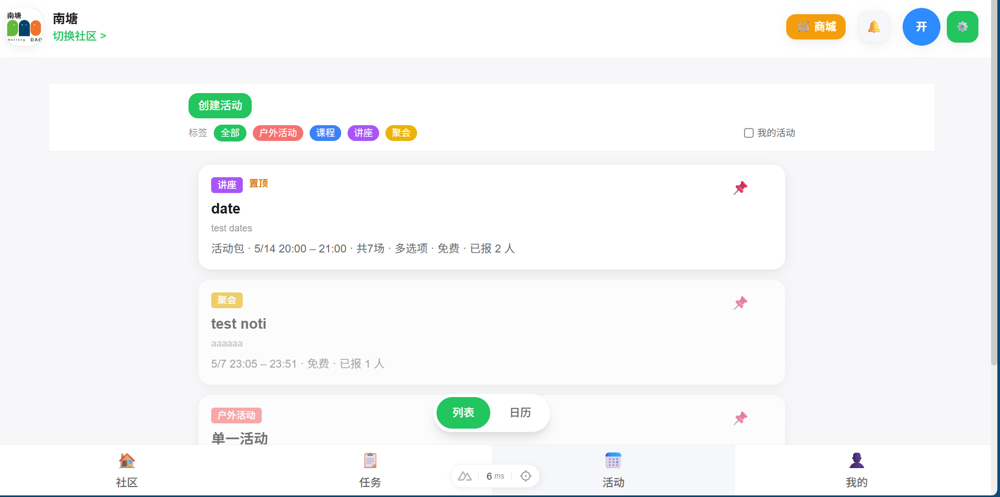 南塘
Nantang DAO
南塘
切换社区 >
商城
开
创建活动
标签 全部 户外活动 课程 讲座 聚会
我的活动
讲座 置顶
date
test dates
活动包 · 5/14 20:00 – 21:00 · 共7场 · 多选项 · 免费 · 已报 2 人
聚会
test noti
aaaaaa
5/7 23:05 – 23:51 · 免费 · 已报 1 人
户外活动
单一活动
列表 日历
社区 任务 活动 我的
6 ms